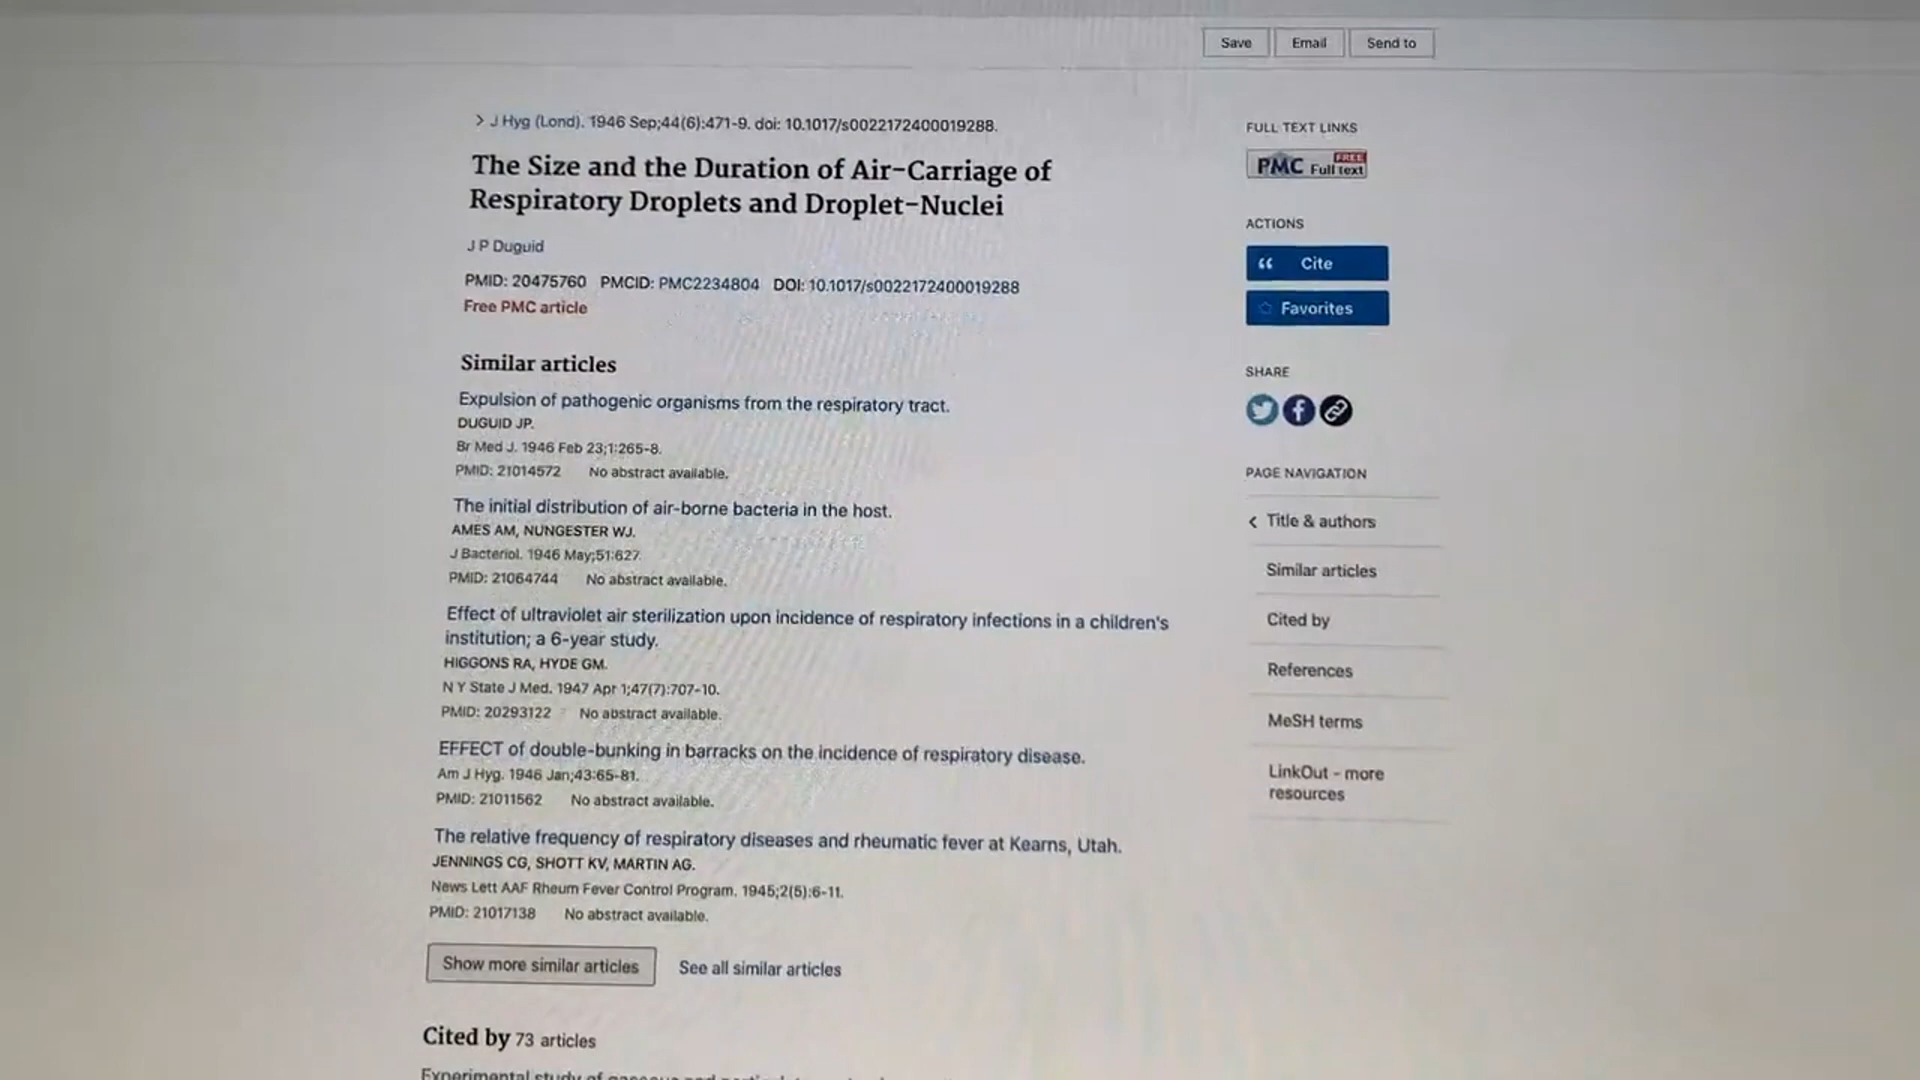 Save Email Send to
J Hyg (Lond). 1946 Sep;44(6):471-9. doi: 10.1017/s0022172400019288.
The Size and the Duration of Air-Carriage of
Respiratory Droplets and Droplet-Nuclei
J P Duguid
PMID: 20475760 PMCID: PMC2234804 DOI: 10.1017/s0022172400019288
Free PMC article
Similar articles
Expulsion of pathogenic organisms from the respiratory tract.
DUGUID JP.
Br Med J. 1946 Feb 23;1:265-8.
PMID: 21014572 No abstract available.
The initial distribution of air-borne bacteria in the host.
AMES AM, NUNGESTER WJ.
J Bacteriol. 1946 May;51:627.
PMID: 21064744 No abstract available.
Effect of ultraviolet air sterilization upon incidence of respiratory infections in a children's
institution; a 6-year study.
HIGGONS RA, HYDE GM.
N Y State J Med. 1947 Apr 1;47(7):707-10.
PMID: 20293122 No abstract available.
EFFECT of double-bunking in barracks on the incidence of respiratory disease.
Am J Hyg. 1946 Jan;43:65-81.
PMID: 21011562 No abstract available.
The relative frequency of respiratory diseases and rheumatic fever at Kearns, Utah.
JENNINGS CG, SHOTT KV, MARTIN AG.
News Lett AAF Rheum Fever Control Program. 1945;2(5):6-11.
PMID: 21017138 No abstract available.
Show more similar articles See all similar articles
Cited by 73 articles
Experimental study of
FULL TEXT LINKS
PMC FREE Full text
ACTIONS
Cite
Favorites
SHARE
PAGE NAVIGATION
Title & authors
Similar articles
Cited by
References
MeSH terms
LinkOut - more
resources